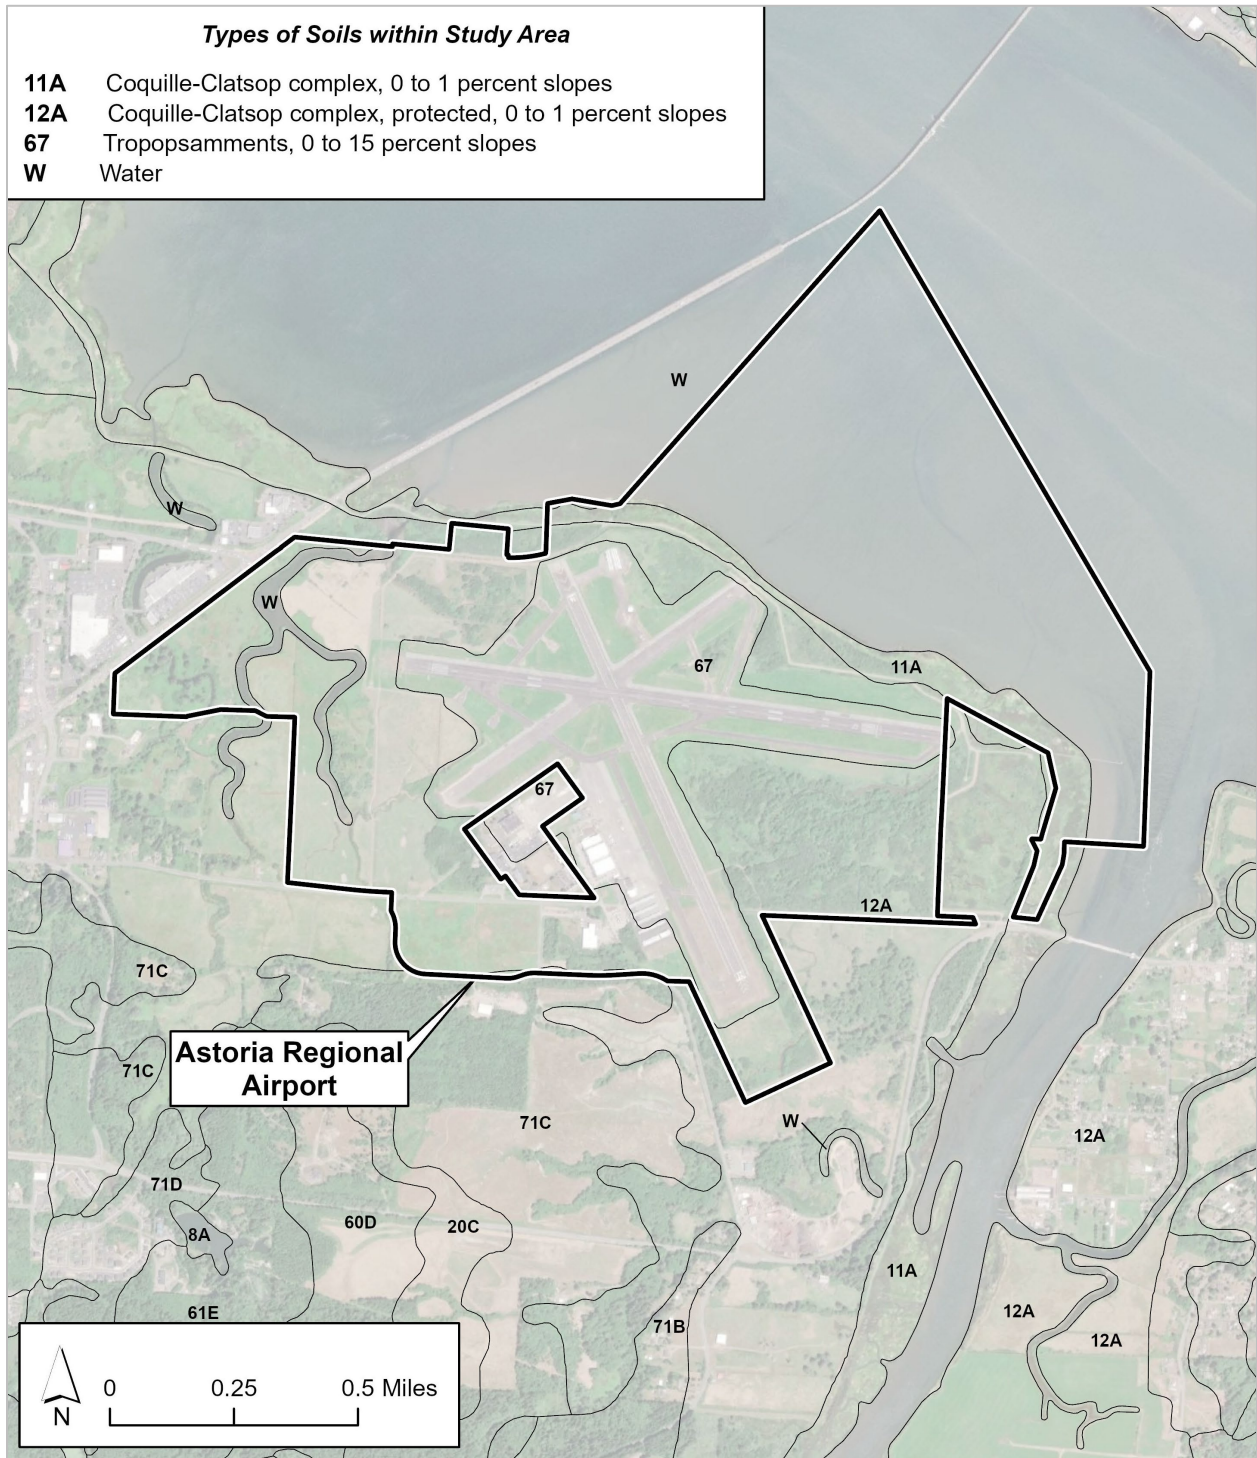 Types of Soils within Study Area
11A Coquille-Clatsop complex, 0 to 1 percent slopes
12A Coquille-Clatsop complex, protected, 0 to 1 percent slopes
67 Tropopsamments, 0 to 15 percent slopes
W Water
W
W
W
67
11A
67
12A
71C
Astoria Regional
Airport
71C
71C
W
12A
71D
60D
20C
8A
11A
61E
71B
12A
12A
0 0.25 0.5 Miles
N